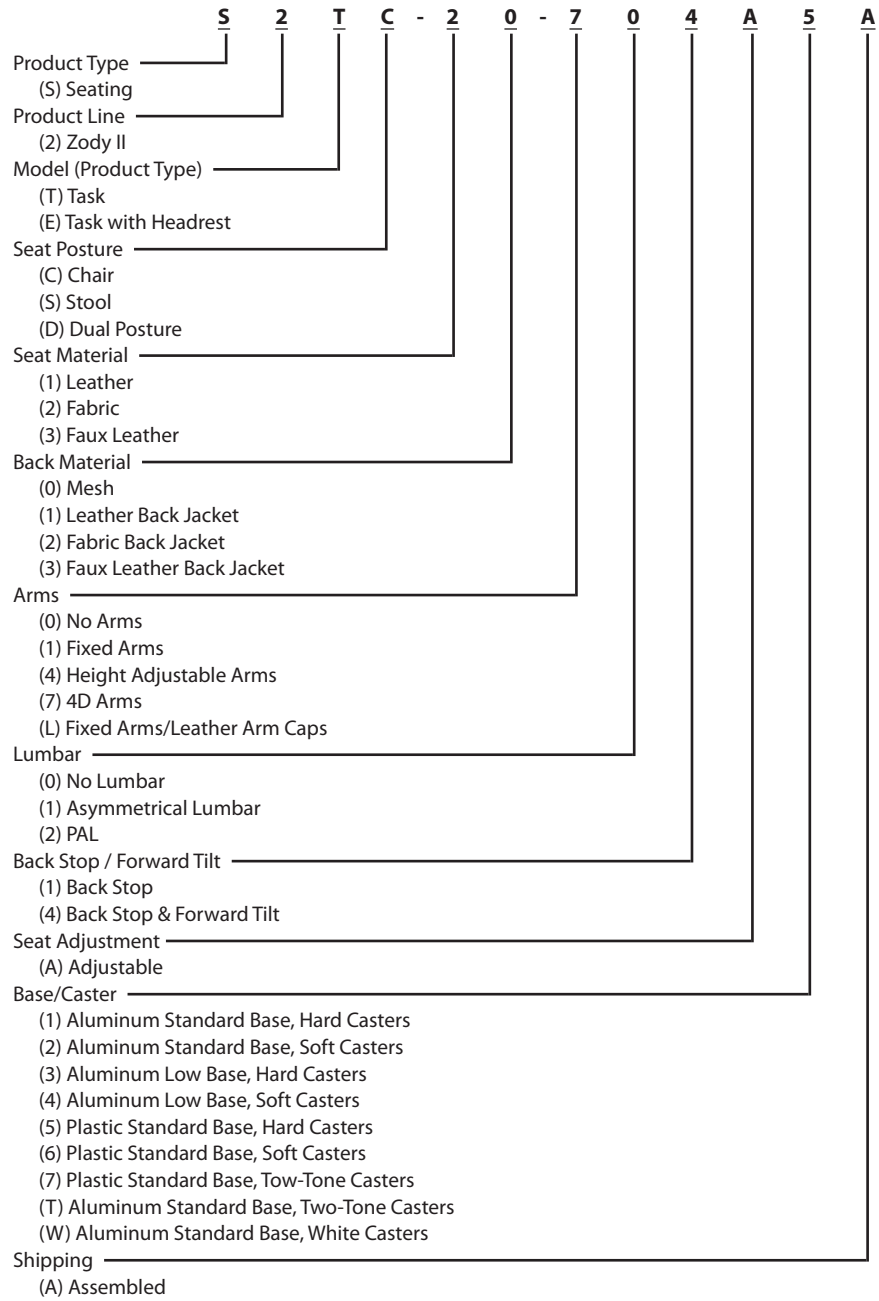 S 2 T C - 2 0 - 7 0 4 A 5 A
Product Type
(S) Seating
Product Line
(2) Zody II
Model (Product Type)
(T) Task
(E) Task with Headrest
Seat Posture
(C) Chair
(S) Stool
(D) Dual Posture
Seat Material
(1) Leather
(2) Fabric
(3) Faux Leather
Back Material
(0) Mesh
(1) Leather Back Jacket
(2) Fabric Back Jacket
(3) Faux Leather Back Jacket
Arms
(0) No Arms
(1) Fixed Arms
(4) Height Adjustable Arms
(7) 4D Arms
(L) Fixed Arms/Leather Arm Caps
Lumbar
(0) No Lumbar
(1) Asymmetrical Lumbar
(2) PAL
Back Stop / Forward Tilt
(1) Back Stop
(4) Back Stop & Forward Tilt
Seat Adjustment
(A) Adjustable
Base/Caster
(1) Aluminum Standard Base, Hard Casters
(2) Aluminum Standard Base, Soft Casters
(3) Aluminum Low Base, Hard Casters
(4) Aluminum Low Base, Soft Casters
(5) Plastic Standard Base, Hard Casters
(6) Plastic Standard Base, Soft Casters
(7) Plastic Standard Base, Tow-Tone Casters
(T) Aluminum Standard Base, Two-Tone Casters
(W) Aluminum Standard Base, White Casters
Shipping
(A) Assembled